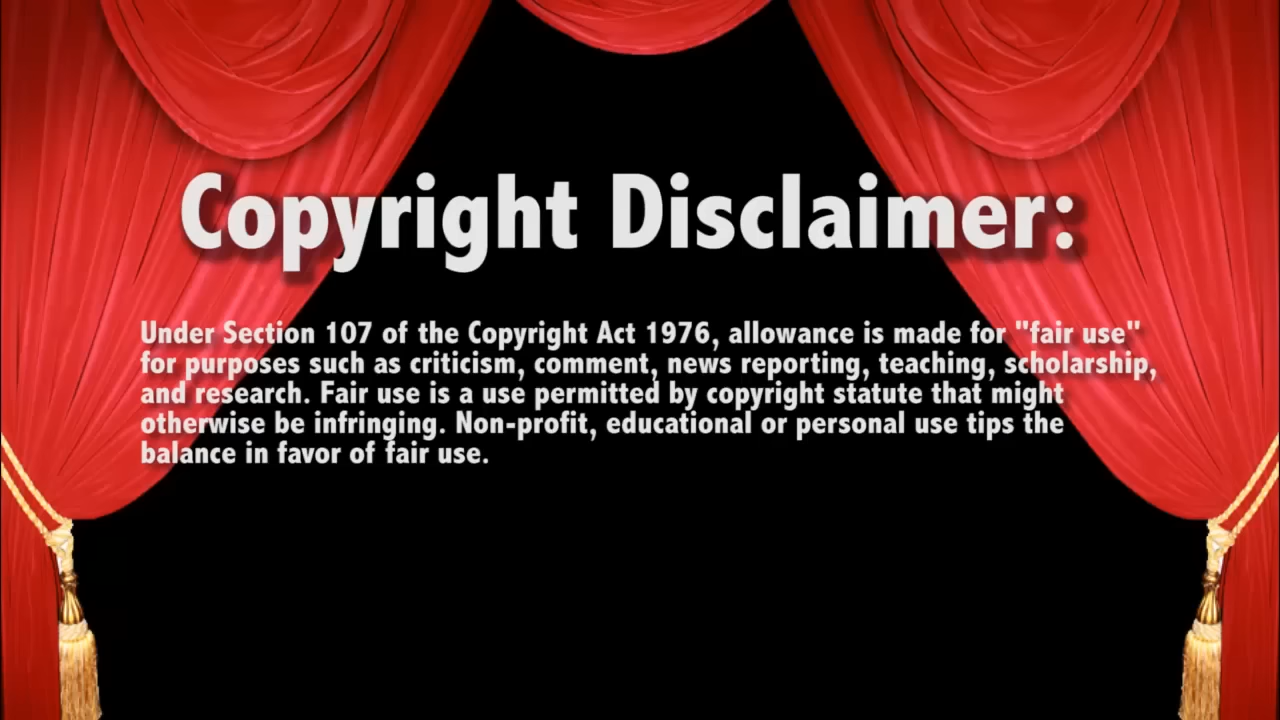 Copyright Disclaimer:
Under Section 107 of the Copyright Act 1976, allowance is made for "fair use"
for purposes such as criticism, comment, news reporting, teaching, scholarship,
and research. Fair use is a use permitted by copyright statute that might
otherwise be infringing. Non-profit, educational or personal use tips the
balance in favor of fair use.